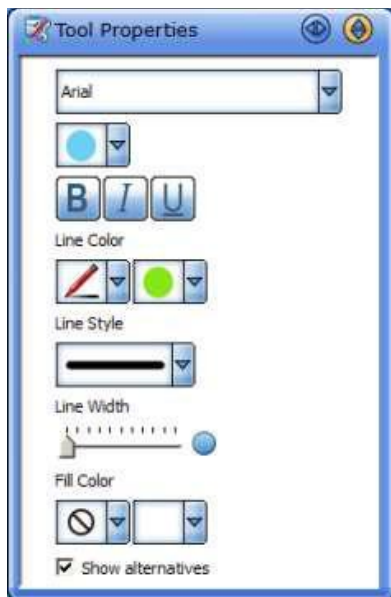 Tool Properties
Arial
B I U
Line Color
Line Style
Line Width
Fill Color
Show alternatives